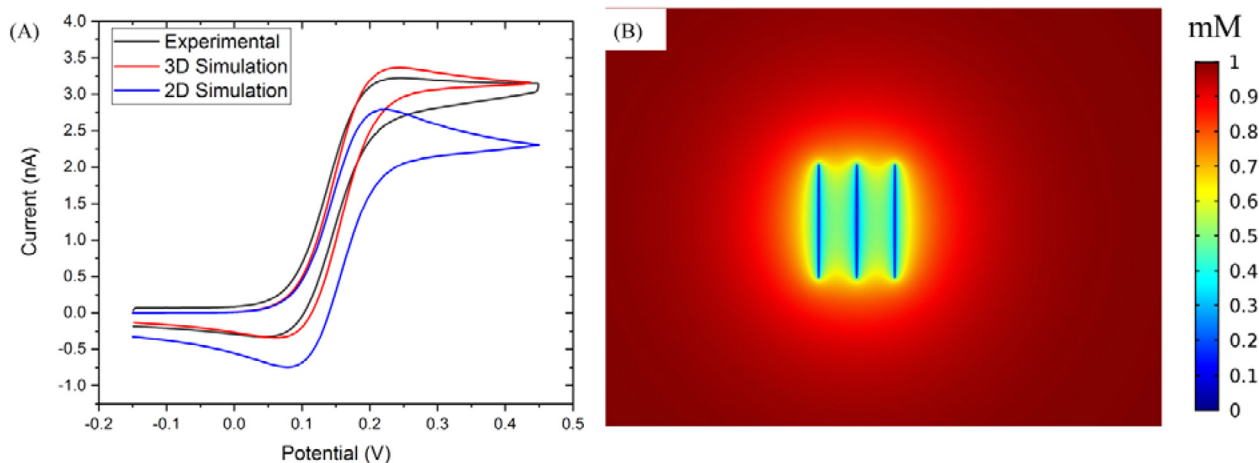 (A)
4.0
3.5
3.0
2.5
2.0
1.5
1.0
0.5
0.0
-0.5
-1.0
Current (nA)
Experimental
3D Simulation
2D Simulation
-0.2 -0.1 0.0 0.1 0.2 0.3 0.4 0.5
Potential (V)
(B)
mM
1
0.9
0.8
0.7
0.6
0.5
0.4
0.3
0.2
0.1
0